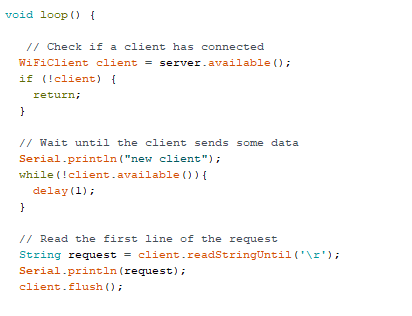 void loop() {
// Check if a client has connected
WiFiClient client = server.available();
if (!client) {
return;
}
// Wait until the client sends some data
Serial.println("new client");
while(!client.available()){
delay(1);
}
// Read the first line of the request
String request = client.readStringUntil('\r');
Serial.println(request);
client.flush();